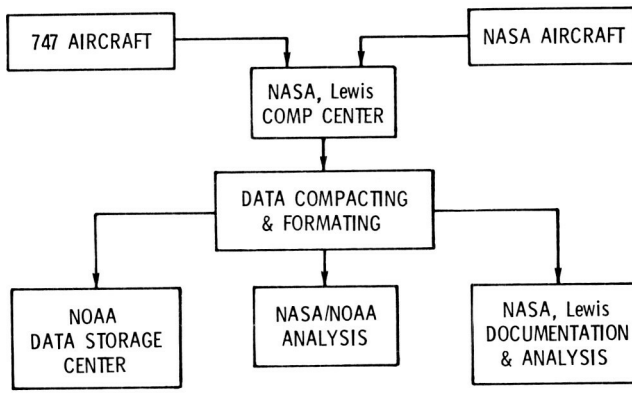 747 AIRCRAFT
NASA AIRCRAFT
NASA, Lewis
COMP CENTER
DATA COMPACTING
& FORMATING
NOAA
DATA STORAGE
CENTER
NASA/NOAA
ANALYSIS
NASA, Lewis
DOCUMENTATION
& ANALYSIS